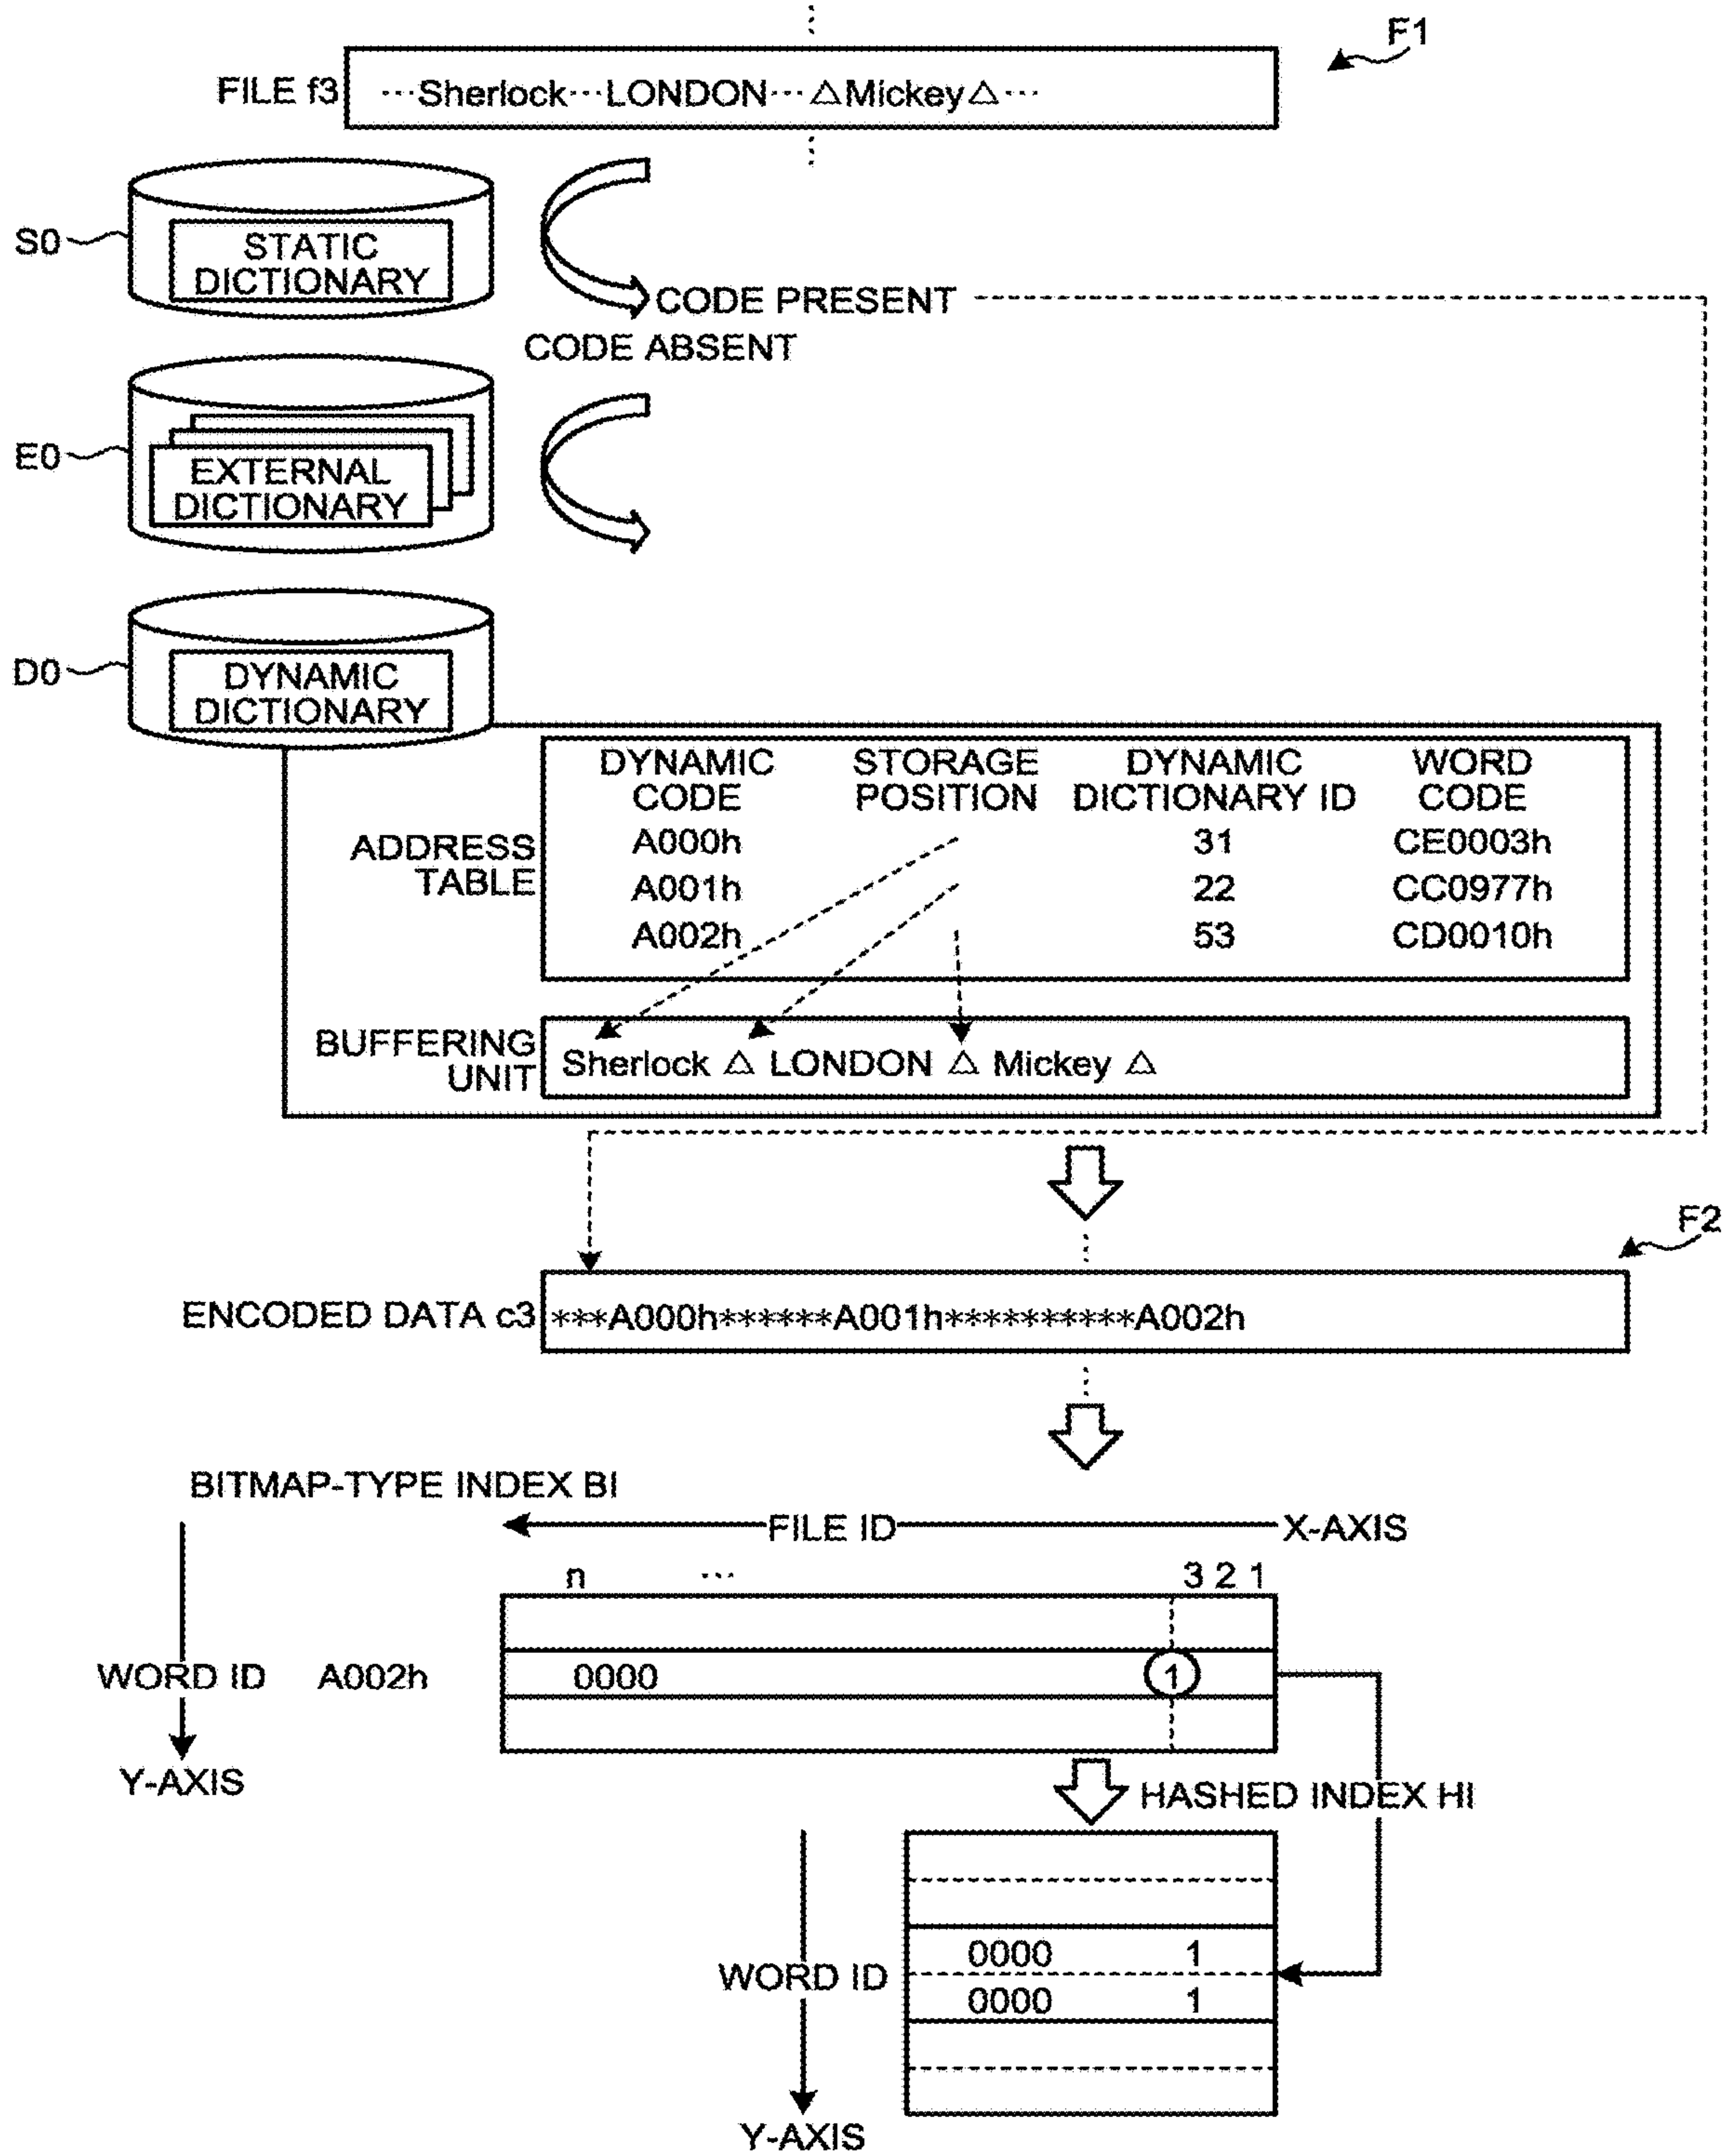 F1
FILE f3 ···Sherlock···LONDON···△Mickey△···
S0
STATIC
DICTIONARY
CODE PRESENT
CODE ABSENT
E0
EXTERNAL
DICTIONARY
D0
DYNAMIC
DICTIONARY
DYNAMIC STORAGE DYNAMIC WORD
CODE POSITION DICTIONARY ID CODE
ADDRESS
TABLE
A000h 31 CE0003h
A001h 22 CC0977h
A002h 53 CD0010h
BUFFERING
UNIT
Sherlock △ LONDON △ Mickey △
F2
ENCODED DATA c3 ***A000h******A001h**********A002h
BITMAP-TYPE INDEX BI
FILE ID X-AXIS
n ··· 3 2 1
WORD ID A002h 0000 1
Y-AXIS
HASHED INDEX HI
0000 1
WORD ID
0000 1
Y-AXIS